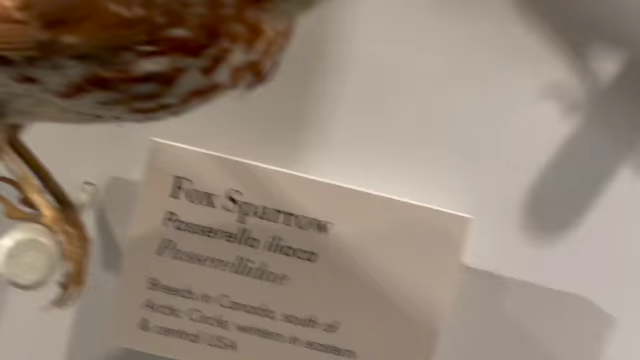 Fox Sparrow
Passerella iliaca
Passerellidae
Breeds in Canada, south of
Arctic Circle, winters in eastern
& central USA